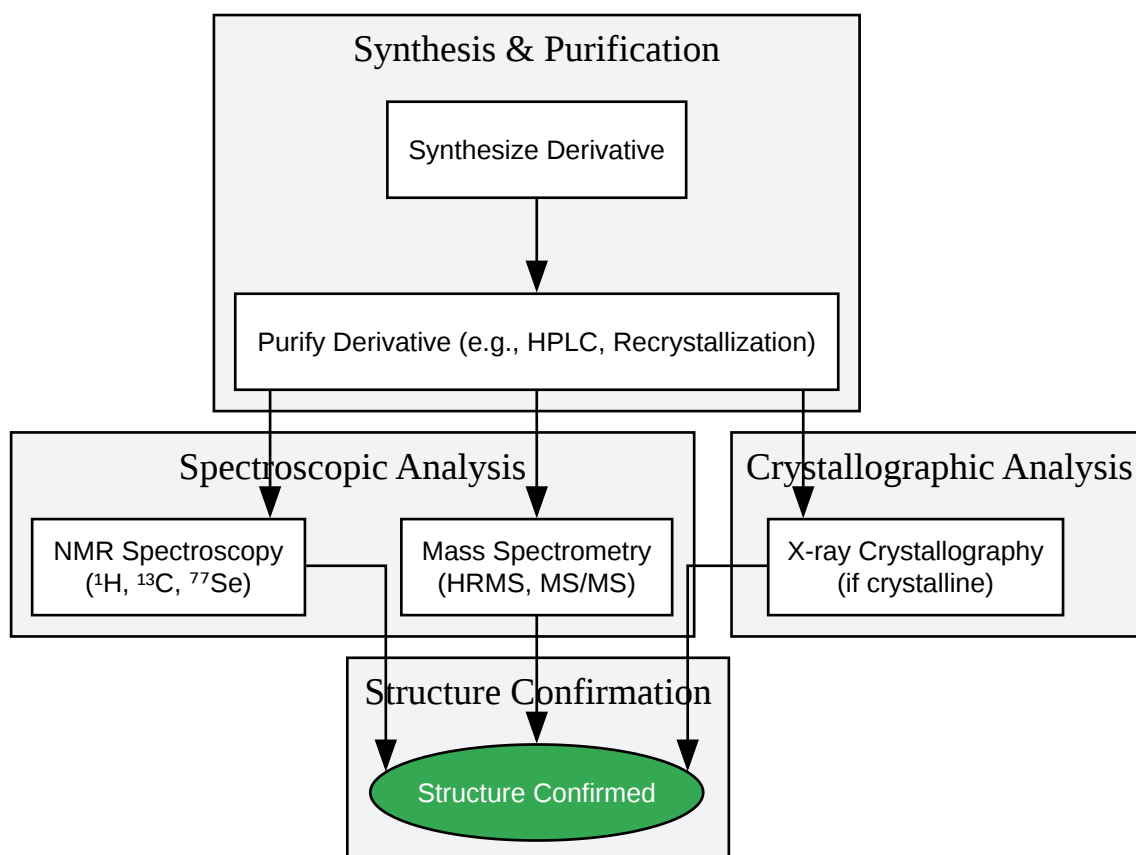 Synthesis & Purification
Synthesize Derivative
Purify Derivative (e.g., HPLC, Recrystallization)
Spectroscopic Analysis
Crystallographic Analysis
NMR Spectroscopy
(¹H, ¹³C, ⁷⁷Se)
Mass Spectrometry
(HRMS, MS/MS)
X-ray Crystallography
(if crystalline)
Structure Confirmation
Structure Confirmed